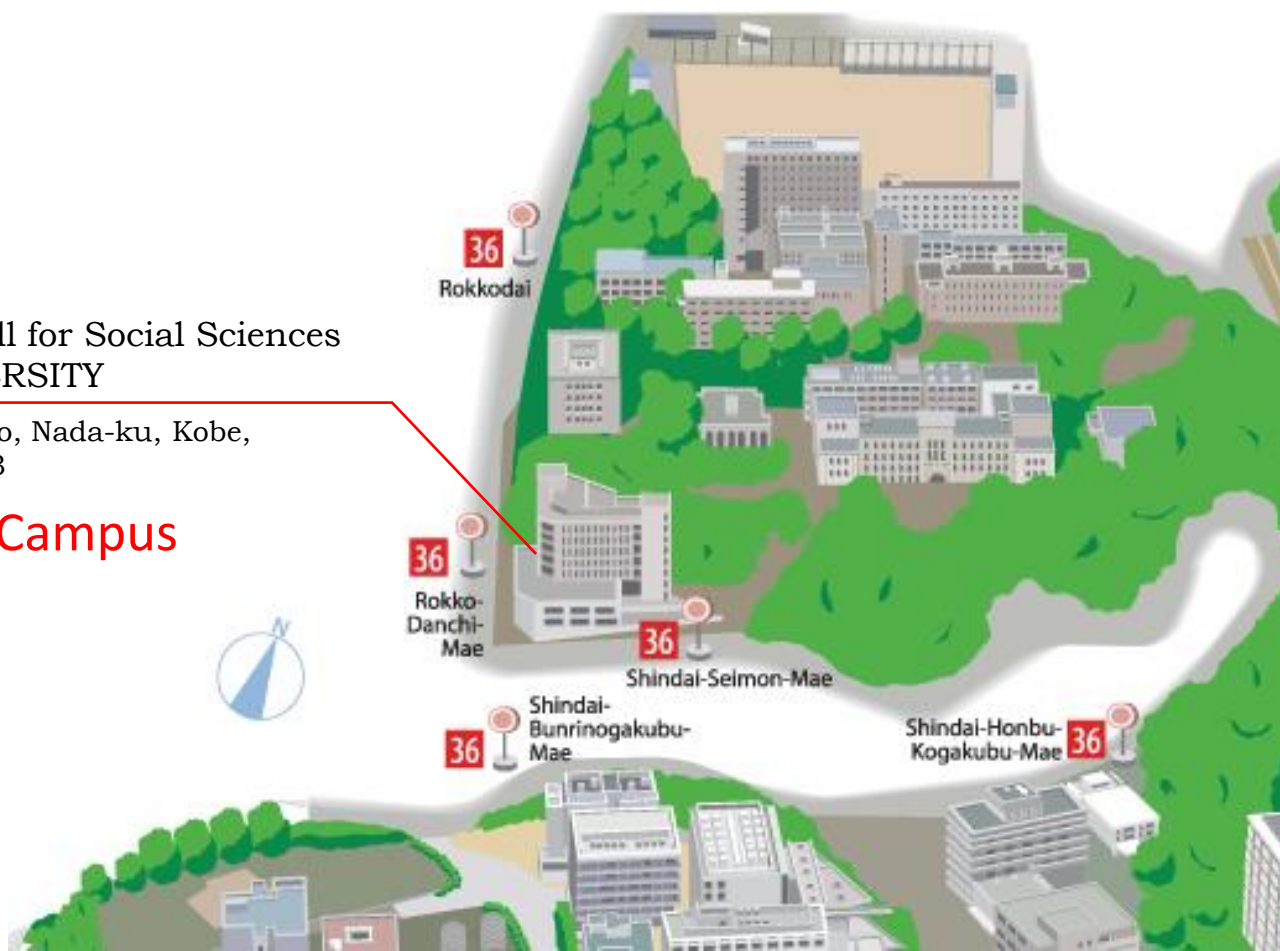 36
Rokkodai
ll for Social Sciences
RSITY
o, Nada-ku, Kobe,
Campus
36
Rokko-
Danchi-
Mae
N
36
Shindai-Seimon-Mae
36
Shindai-
Bunrinogakubu-
Mae
Shindai-Honbu-
Kogakubu-Mae
36